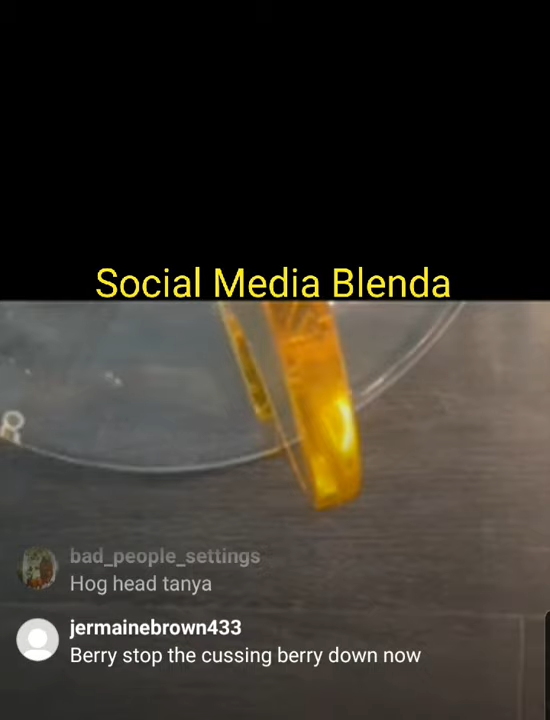 Social Media Blenda
bad_people_settings
Hog head tanya
jermainebrown433
Berry stop the cussing berry down now